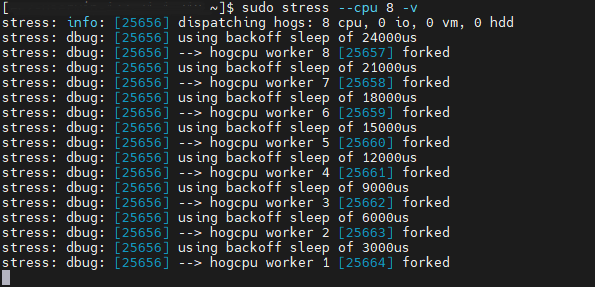 [ ~]$ sudo stress --cpu 8 -v
stress: info: [25656] dispatching hogs: 8 cpu, 0 io, 0 vm, 0 hdd
stress: dbug: [25656] using backoff sleep of 24000us
stress: dbug: [25656] --> hogcpu worker 8 [25657] forked
stress: dbug: [25656] using backoff sleep of 21000us
stress: dbug: [25656] --> hogcpu worker 7 [25658] forked
stress: dbug: [25656] using backoff sleep of 18000us
stress: dbug: [25656] --> hogcpu worker 6 [25659] forked
stress: dbug: [25656] using backoff sleep of 15000us
stress: dbug: [25656] --> hogcpu worker 5 [25660] forked
stress: dbug: [25656] using backoff sleep of 12000us
stress: dbug: [25656] --> hogcpu worker 4 [25661] forked
stress: dbug: [25656] using backoff sleep of 9000us
stress: dbug: [25656] --> hogcpu worker 3 [25662] forked
stress: dbug: [25656] using backoff sleep of 6000us
stress: dbug: [25656] --> hogcpu worker 2 [25663] forked
stress: dbug: [25656] using backoff sleep of 3000us
stress: dbug: [25656] --> hogcpu worker 1 [25664] forked